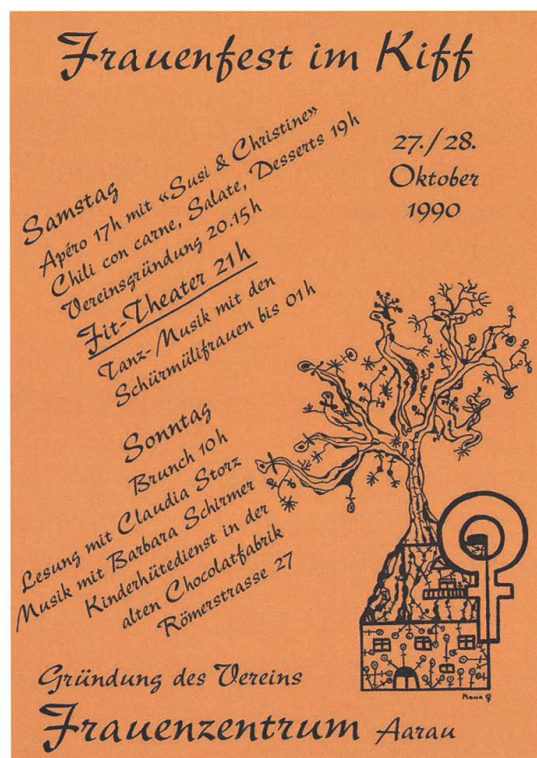 Frauenfest im Kiff
27./28.
Oktober
1990
Samstag
Apéro 17h mit «Susi & Christine»
Chili con carne, Salate, Desserts 19h
Vereinsgründung 20.15h
Fit-Theater 21h
Tanz-Musik mit den
Schürmülifrauen bis 01h
Sonntag
Brunch 10h
Lesung mit Claudia Storz
Musik mit Barbara Schirmer
Kinderhütedienst in der
alten Chocolatfabrik
Römerstrasse 27
Gründung des Vereins
Frauenzentrum Aarau